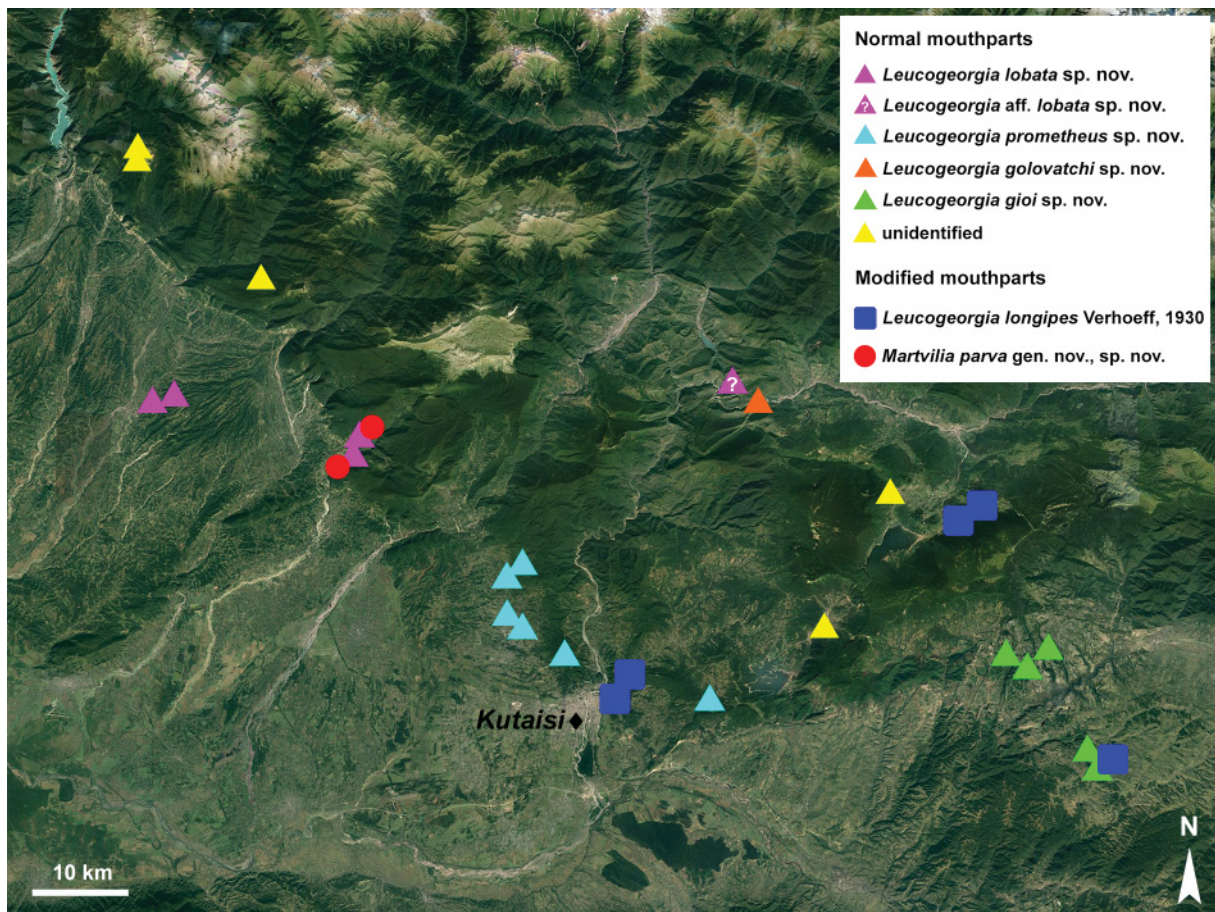 Normal mouthparts
Leucogeorgia lobata sp. nov.
? Leucogeorgia aff. lobata sp. nov.
Leucogeorgia prometheus sp. nov.
Leucogeorgia golovatchi sp. nov.
Leucogeorgia gioi sp. nov.
unidentified
Modified mouthparts
Leucogeorgia longipes Verhoeff, 1930
Martvilia parva gen. nov., sp. nov.
?
Kutaisi
N
10 km